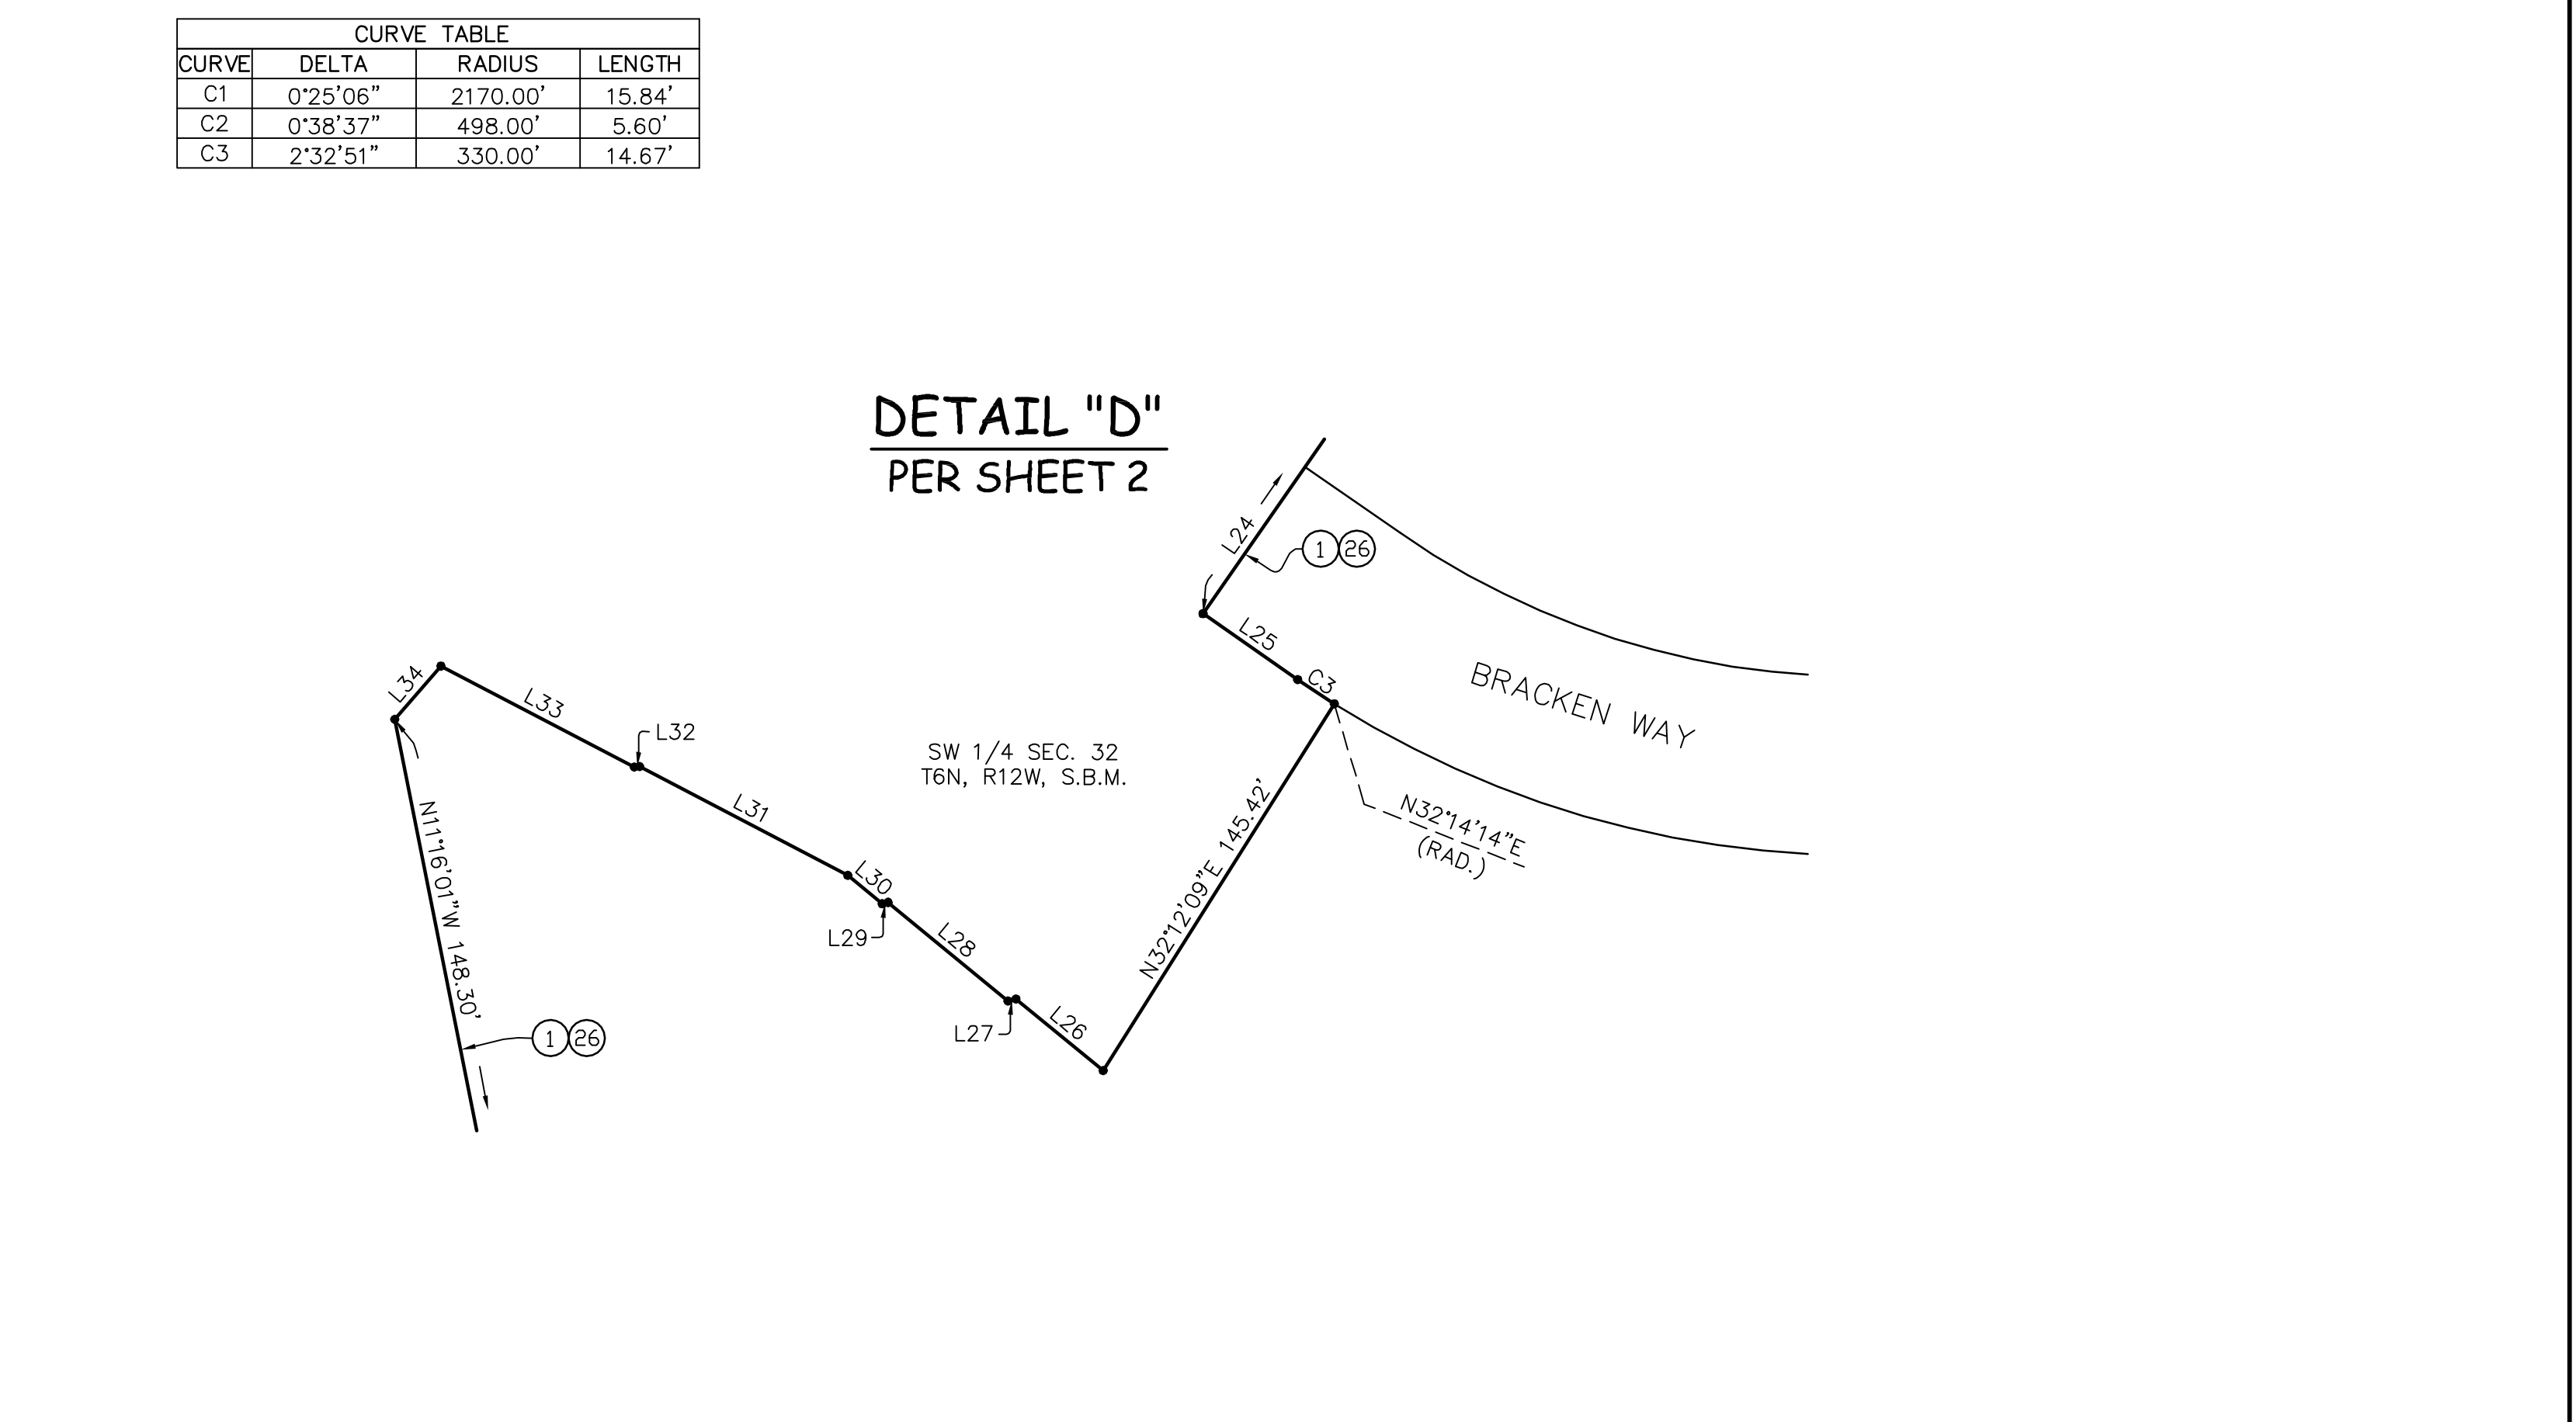 CURVE TABLE
CURVE DELTA RADIUS LENGTH
C1 0°25'06" 2170.00' 15.84'
C2 0°38'37" 498.00' 5.60'
C3 2°32'51" 330.00' 14.67'
DETAIL "D"
PER SHEET 2
L24
1 26
L25
C3
BRACKEN WAY
L34
L33
L32
SW 1/4 SEC. 32
T6N, R12W, S.B.M.
L31
N32°14'14"E
(RAD.)
N32°12'09"E 145.42'
N11°16'01"W 148.30'
L30
L29
L28
L27
L26
1 26